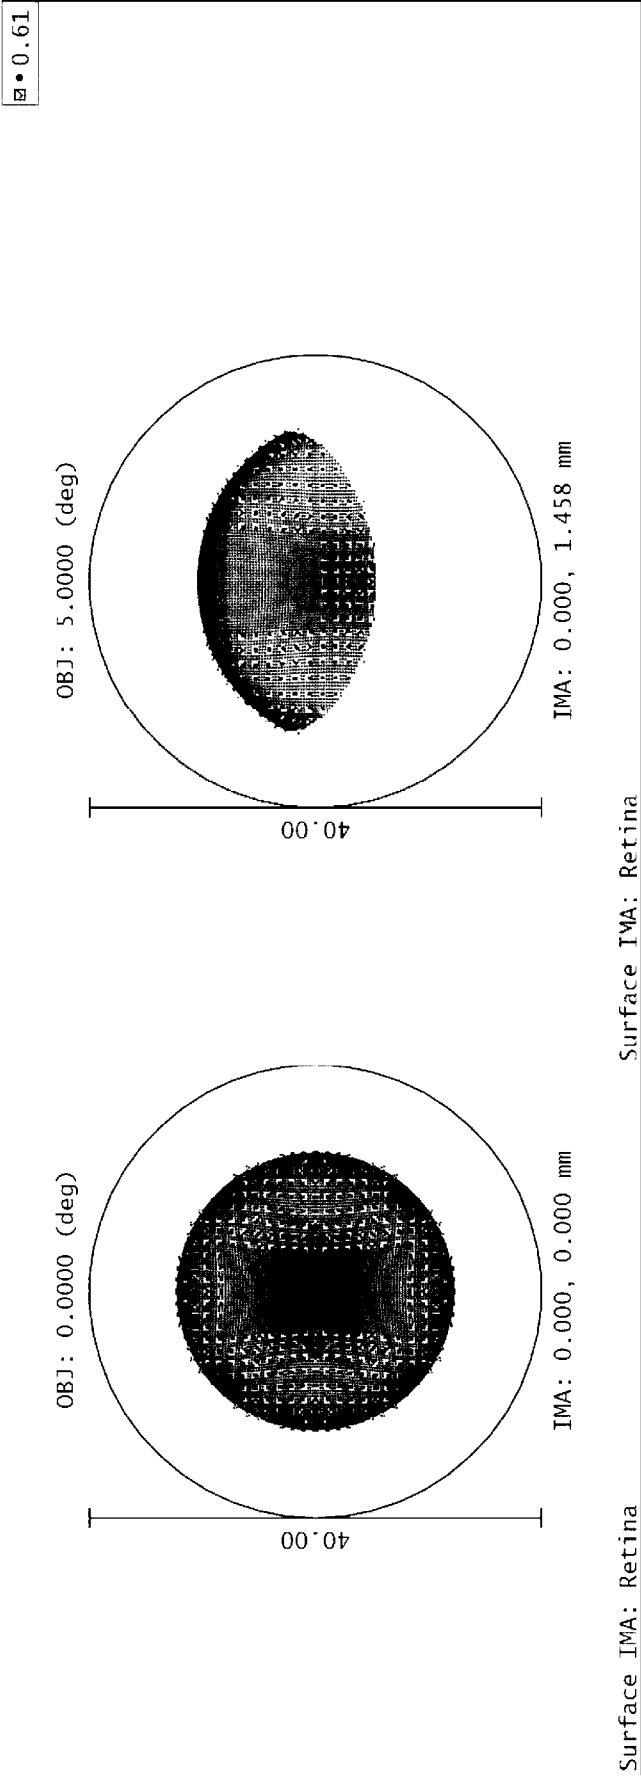 OBJ: 0.0000 (deg)
40.00
IMA: 0.000, 0.000 mm
Surface IMA: Retina
OBJ: 5.0000 (deg)
40.00
IMA: 0.000, 1.458 mm
Surface IMA: Retina
0.61